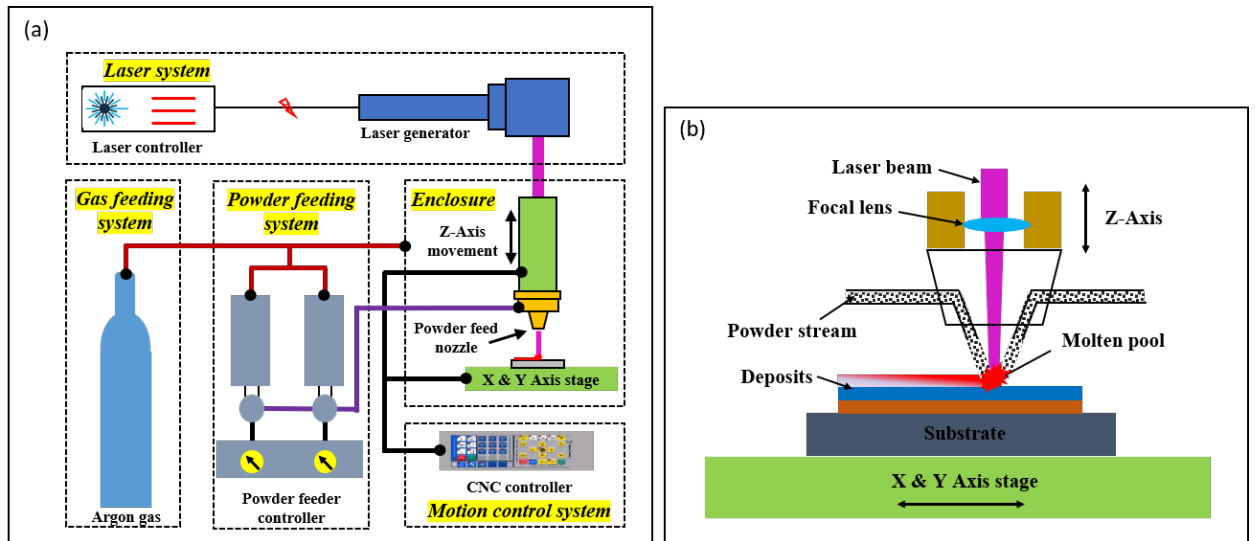 (a)
Laser system
Laser controller
Laser generator
Gas feeding
system
Argon gas
Powder feeding
system
Powder feeder
controller
Enclosure
Z-Axis
movement
Powder feed
nozzle
X & Y Axis stage
CNC controller
Motion control system
(b)
Laser beam
Focal lens
Z-Axis
Powder stream
Molten pool
Deposits
Substrate
X & Y Axis stage